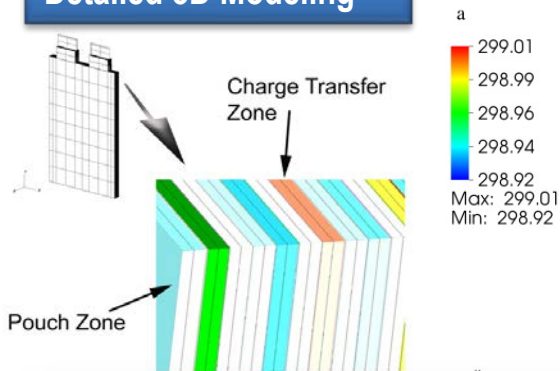 Detailed 3D Modeling
a
299.01
298.99
298.96
298.94
298.92
Max: 299.01
Min: 298.92
Charge Transfer
Zone
Pouch Zone